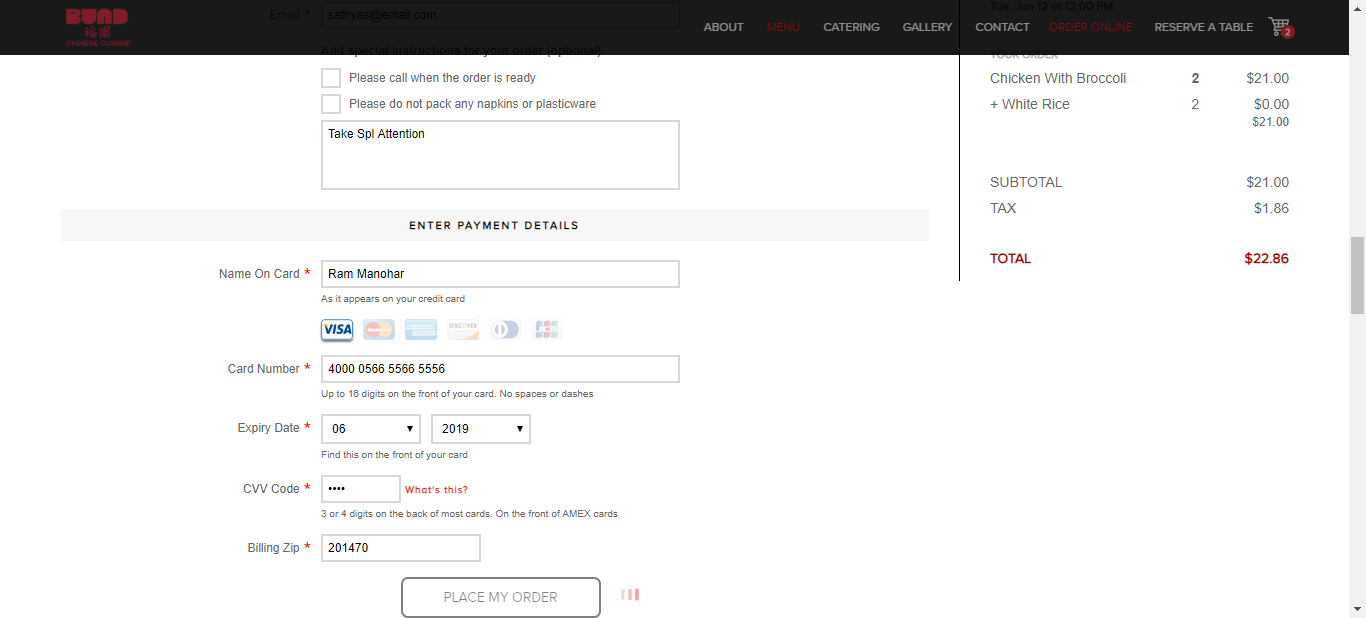 BUND
CHINESE CUISINE
ABOUT
MENU
CATERING
GALLERY
CONTACT
ORDER ONLINE
RESERVE A TABLE
2
Email *
sathyas@email.com
Add special instructions for your order (optional)
Please call when the order is ready
Please do not pack any napkins or plasticware
Take Spl Attention
ENTER PAYMENT DETAILS
Name On Card *
Ram Manohar
As it appears on your credit card
VISA
MasterCard
DISCOVER
JCB
Card Number *
4000 0566 5566 5556
Up to 16 digits on the front of your card. No spaces or dashes
Expiry Date *
06
2019
Find this on the front of your card
CVV Code *
••••
What's this?
3 or 4 digits on the back of most cards. On the front of AMEX cards
Billing Zip *
201470
PLACE MY ORDER
Tue, Jun 12 at 12:00 PM
YOUR ORDER
Chicken With Broccoli 2 $21.00
+ White Rice 2 $0.00
$21.00
SUBTOTAL $21.00
TAX $1.86
TOTAL $22.86